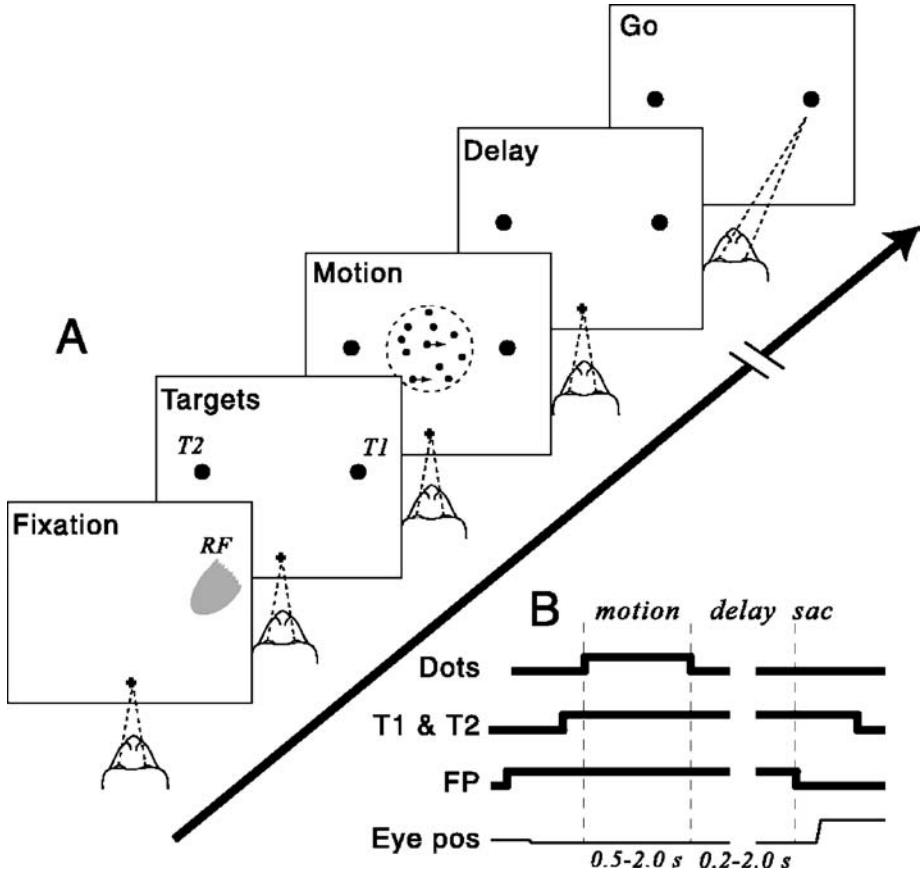 Go
Delay
Motion
A
Targets
T2
T1
Fixation
RF
B
motion delay sac
Dots
T1 & T2
FP
Eye pos
0.5-2.0 s 0.2-2.0 s